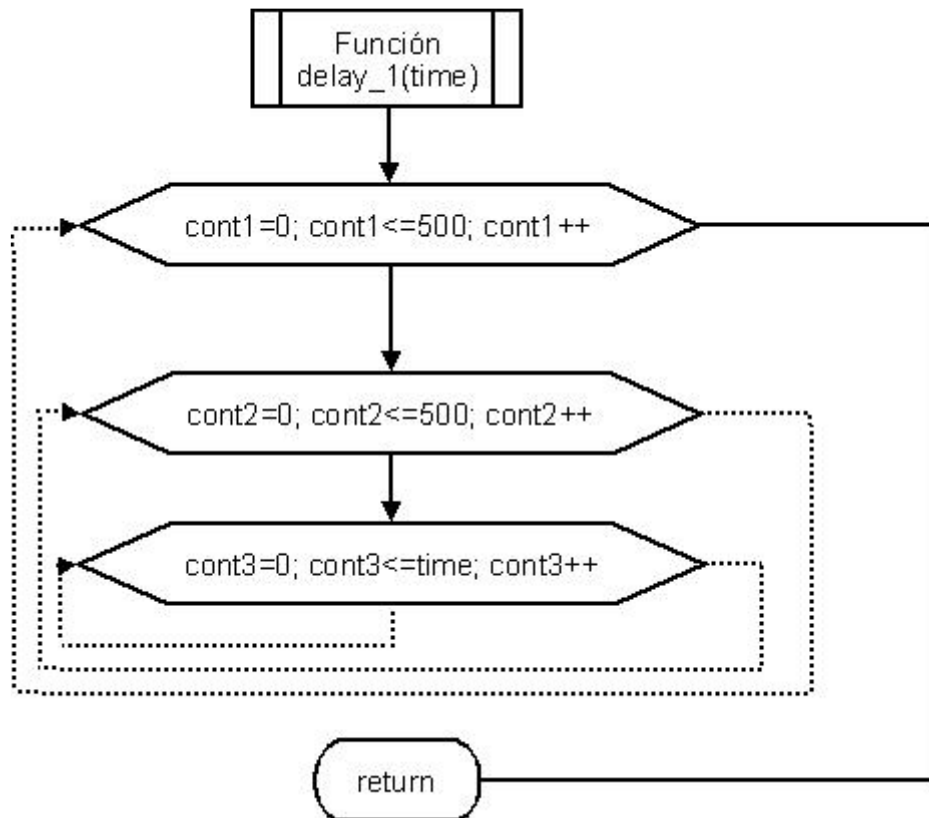 Función
delay_1(time)
cont1=0; cont1<=500; cont1++
cont2=0; cont2<=500; cont2++
cont3=0; cont3<=time; cont3++
return